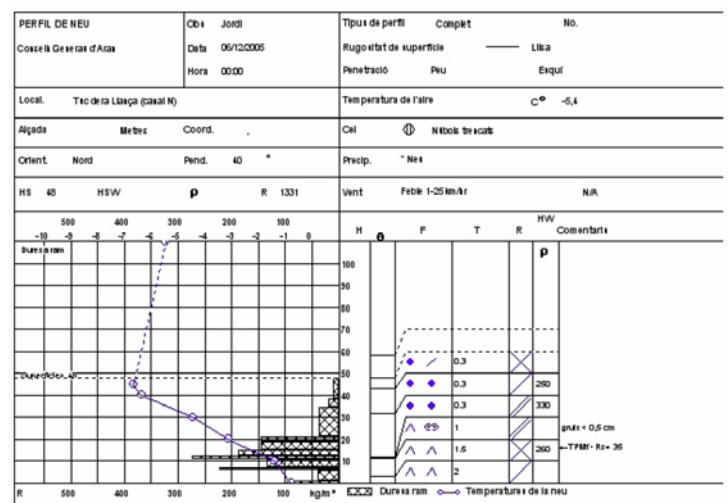 PERFIL DE NEU
Obs Jordi
Tipus de perfil Complet No.
Conselh Generau d'Aran
Data 06/12/2005
Rugositat de superfície Llisa
Hora 00:00
Penetració Peu Esquí
Local. Tuc dera Llança (canal N)
Temperatura de l'aire C° -5,4
Alçada Metres Coord. ,
Cel Núbols trencats
Orient. Nord Pend. 40 °
Precip. * Neu
HS 48 HSW ρ R 1331
Vent Feble 1-25 km/hr N/A
500 400 300 200 100
-10 -9 -8 -7 -6 -5 -4 -3 -2 -1 0
H θ F T R HW Comentaris
ρ
Duresa ram
100
90
80
70
60
50
40
30
20
10
0.3
0.3 250
0.3 330
1 gruix < 0,5 cm
1.5 260 TPMf - Rs= 35
2
R 500 400 300 200 100 kg/m³
Duresa ram Temperatures de la neu